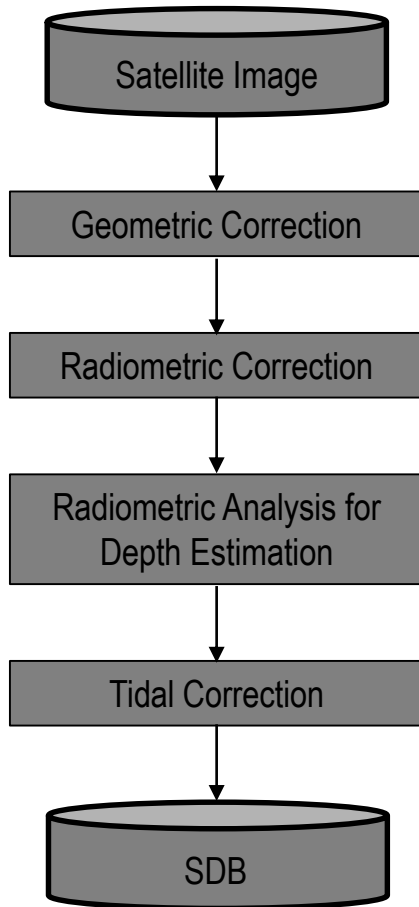 Satellite Image
Geometric Correction
Radiometric Correction
Radiometric Analysis for
Depth Estimation
Tidal Correction
SDB